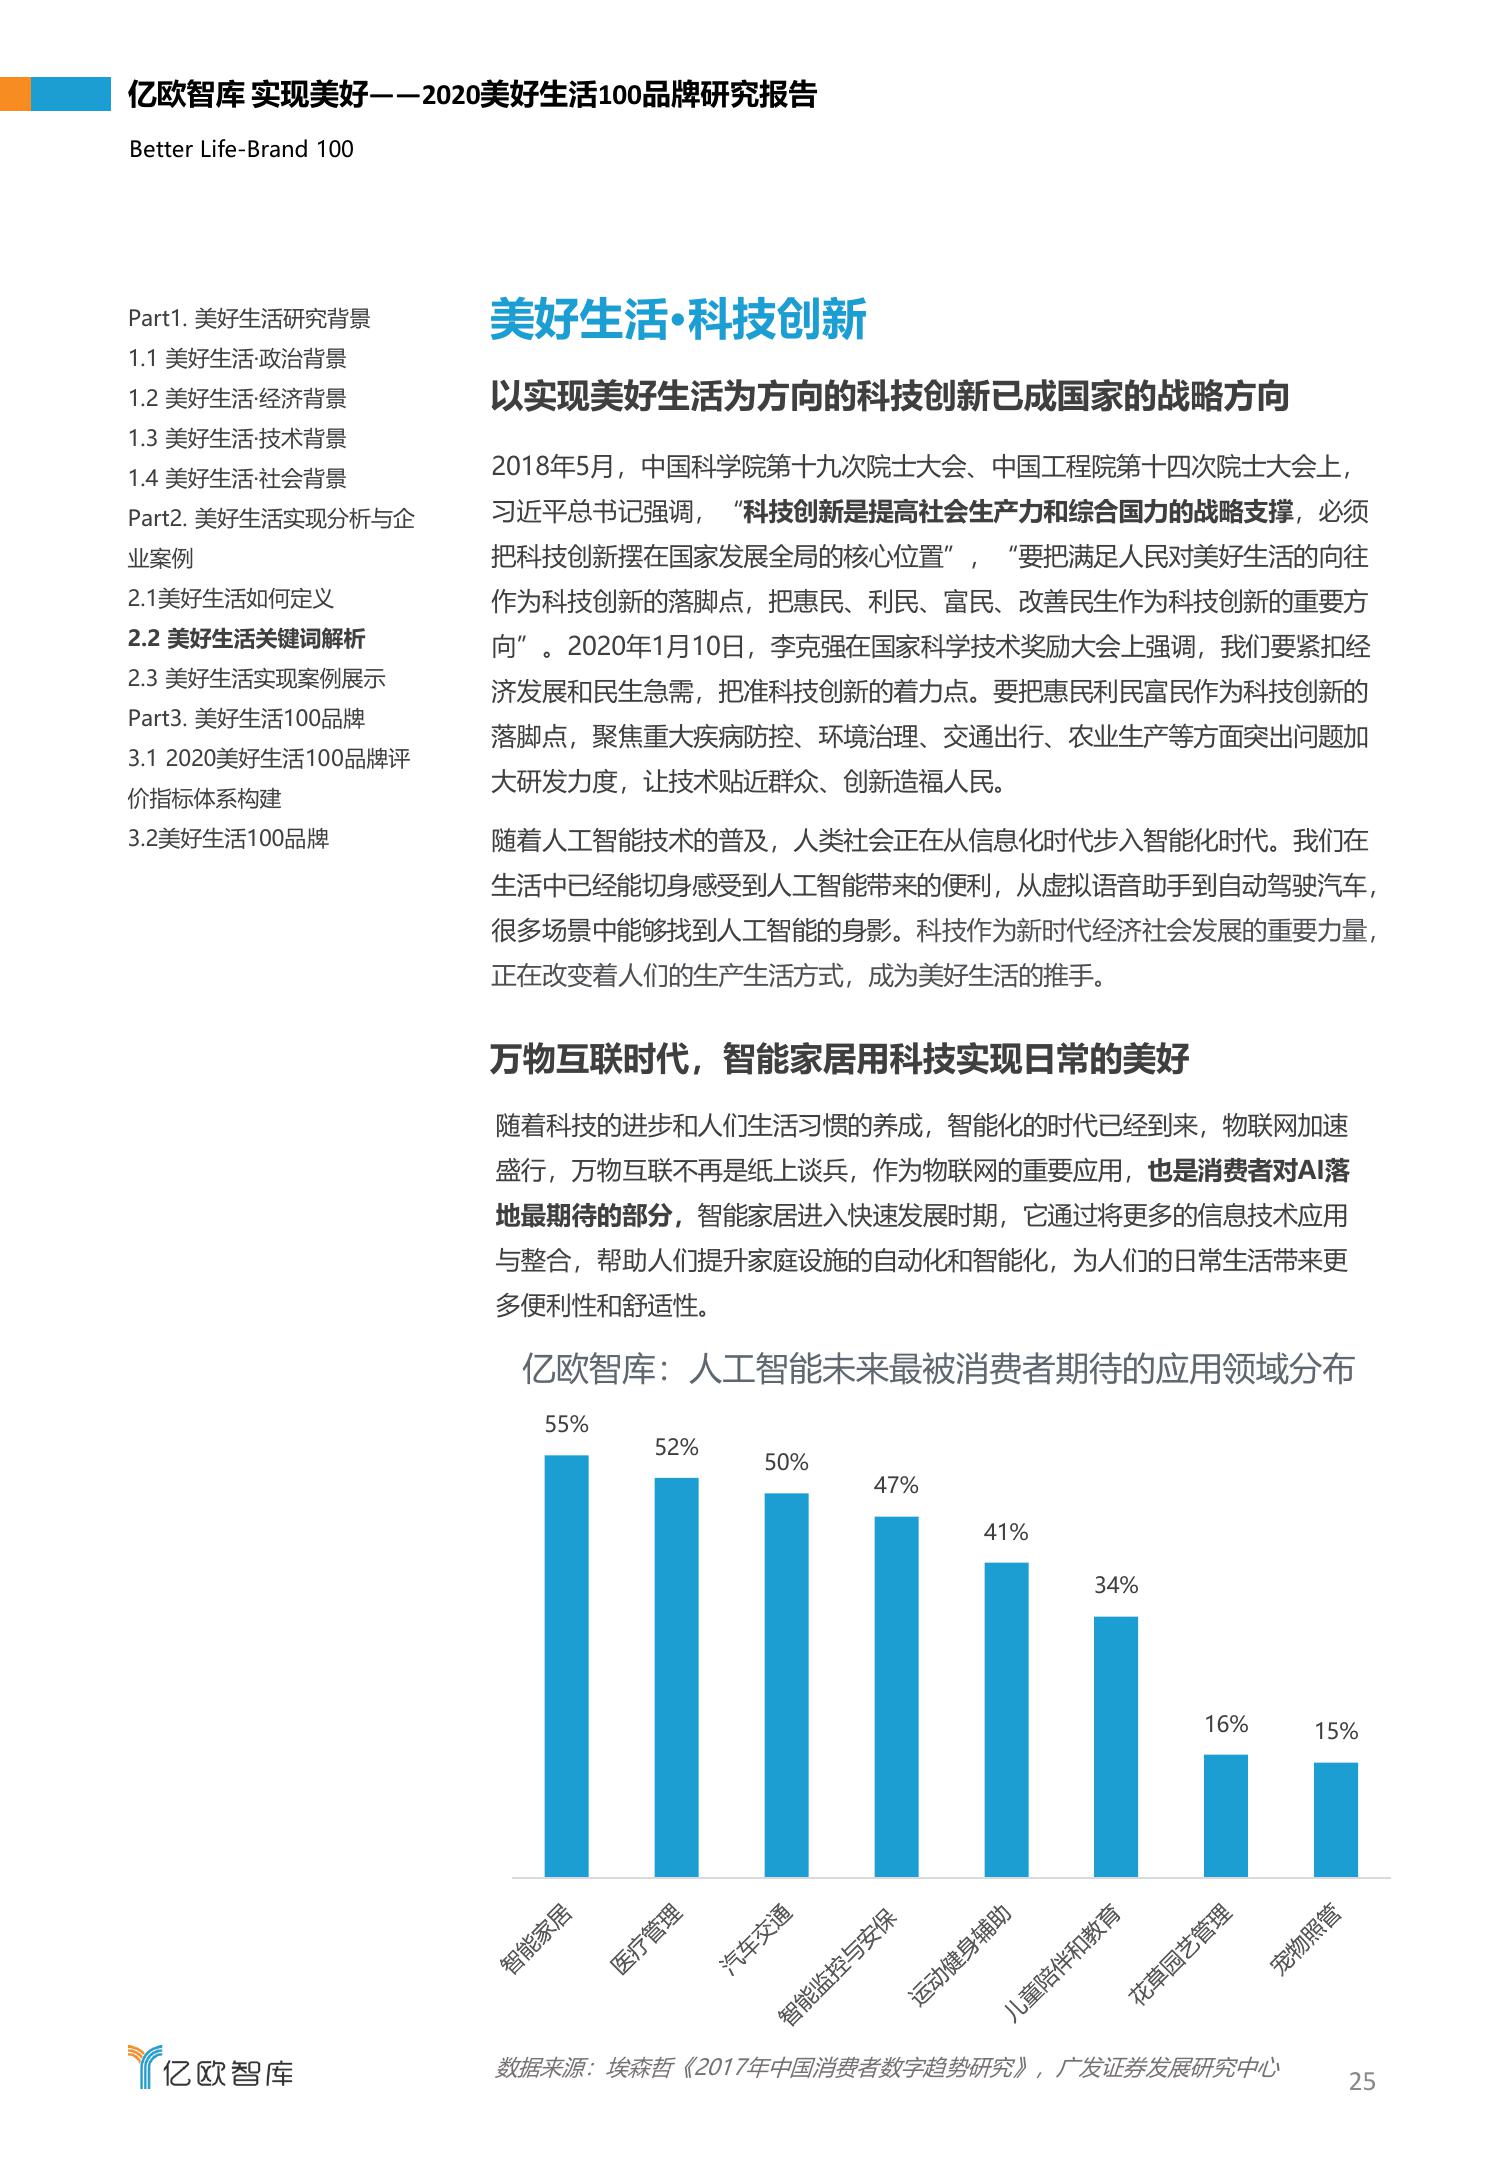 亿欧智库 实现美好——2020美好生活100品牌研究报告
Better Life-Brand 100
Part1. 美好生活研究背景
1.1 美好生活·政治背景
1.2 美好生活·经济背景
1.3 美好生活·技术背景
1.4 美好生活·社会背景
Part2. 美好生活实现分析与企
业案例
2.1美好生活如何定义
2.2 美好生活关键词解析
2.3 美好生活实现案例展示
Part3. 美好生活100品牌
3.1 2020美好生活100品牌评
价指标体系构建
3.2美好生活100品牌
美好生活•科技创新
以实现美好生活为方向的科技创新已成国家的战略方向
2018年5月，中国科学院第十九次院士大会、中国工程院第十四次院士大会上，
习近平总书记强调，“科技创新是提高社会生产力和综合国力的战略支撑，必须
把科技创新摆在国家发展全局的核心位置”，“要把满足人民对美好生活的向往
作为科技创新的落脚点，把惠民、利民、富民、改善民生作为科技创新的重要方
向”。2020年1月10日，李克强在国家科学技术奖励大会上强调，我们要紧扣经
济发展和民生急需，把准科技创新的着力点。要把惠民利民富民作为科技创新的
落脚点，聚焦重大疾病防控、环境治理、交通出行、农业生产等方面突出问题加
大研发力度，让技术贴近群众、创新造福人民。
随着人工智能技术的普及，人类社会正在从信息化时代步入智能化时代。我们在
生活中已经能切身感受到人工智能带来的便利，从虚拟语音助手到自动驾驶汽车，
很多场景中能够找到人工智能的身影。科技作为新时代经济社会发展的重要力量，
正在改变着人们的生产生活方式，成为美好生活的推手。
万物互联时代，智能家居用科技实现日常的美好
随着科技的进步和人们生活习惯的养成，智能化的时代已经到来，物联网加速
盛行，万物互联不再是纸上谈兵，作为物联网的重要应用，也是消费者对AI落
地最期待的部分，智能家居进入快速发展时期，它通过将更多的信息技术应用
与整合，帮助人们提升家庭设施的自动化和智能化，为人们的日常生活带来更
多便利性和舒适性。
亿欧智库：人工智能未来最被消费者期待的应用领域分布
55%
52%
50%
47%
41%
34%
16%
15%
智能家居
医疗管理
汽车交通
智能监控与安保
运动健身辅助
儿童陪伴和教育
花草园艺管理
宠物照管
亿欧智库
数据来源：埃森哲《2017年中国消费者数字趋势研究》，广发证券发展研究中心
25